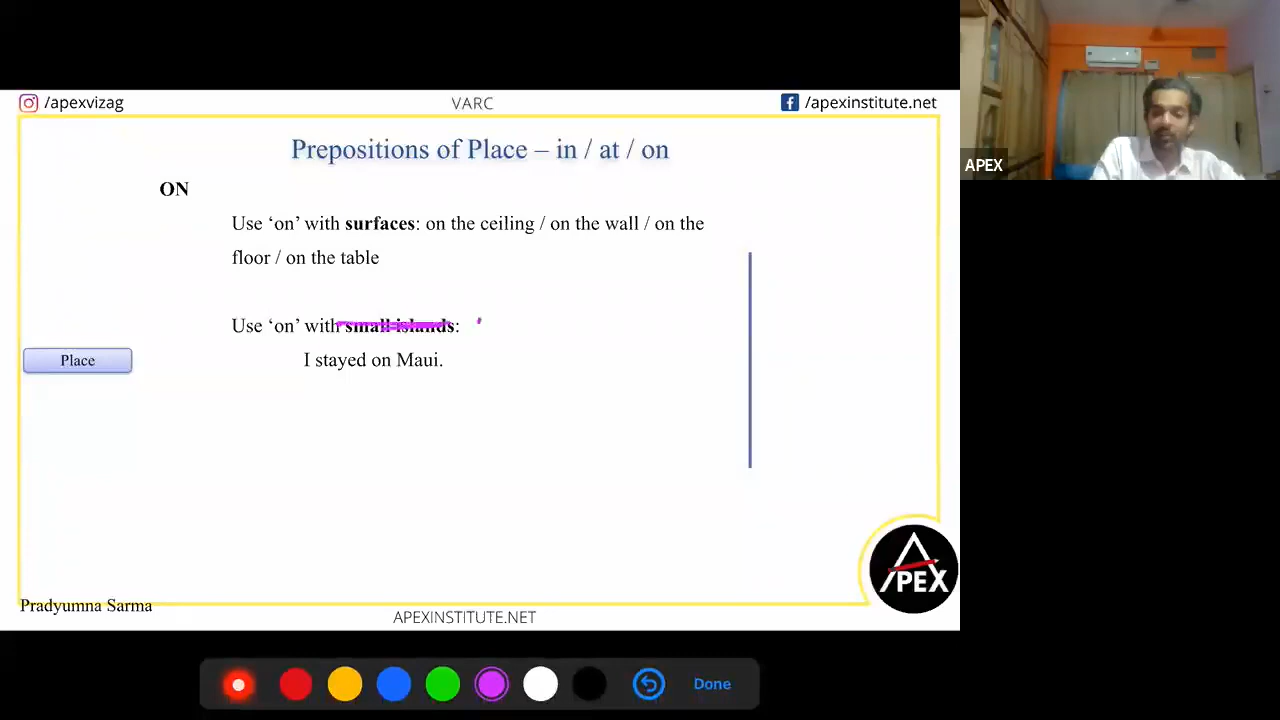 /apexvizag
VARC
/apexinstitute.net
Prepositions of Place – in / at / on
ON
Use ‘on’ with surfaces: on the ceiling / on the wall / on the
floor / on the table
Use ‘on’ with small islands:
I stayed on Maui.
Place
APEX
Pradyumna Sarma
APEXINSTITUTE.NET
APEX
Done